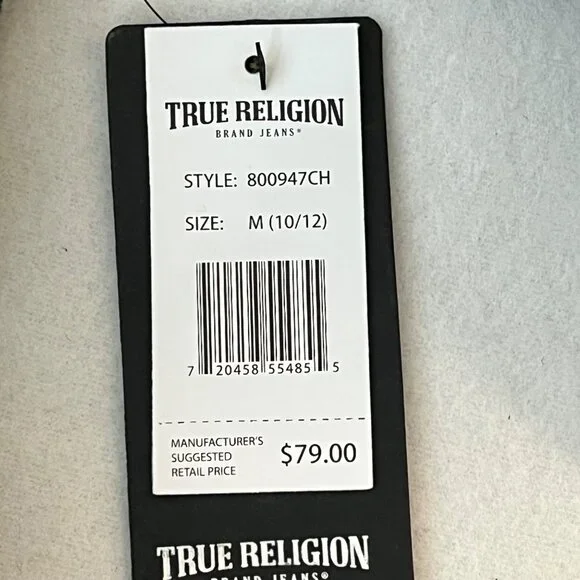 TRUE RELIGION
BRAND JEANS®
STYLE: 800947CH
SIZE: M (10/12)
7 20458 55485 5
MANUFACTURER'S
SUGGESTED
RETAIL PRICE
$79.00
TRUE RELIGION
BRAND JEANS®